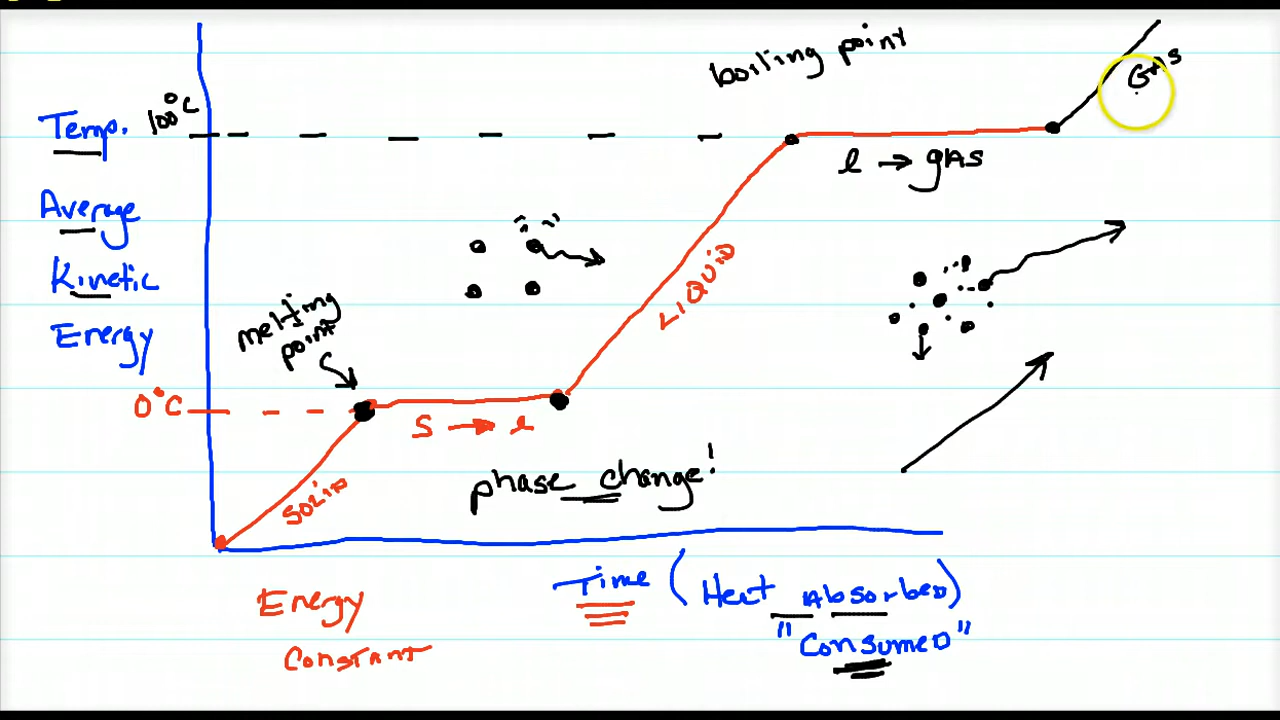 boiling point
GAS
100°C
Temp.
l → gAS
Average
Kinetic
Energy
LIQUID
melting
point
0°C
S → l
SOLID
phase change!
Time (Heat Absorbed)
"Consumed"
Energy
Constant